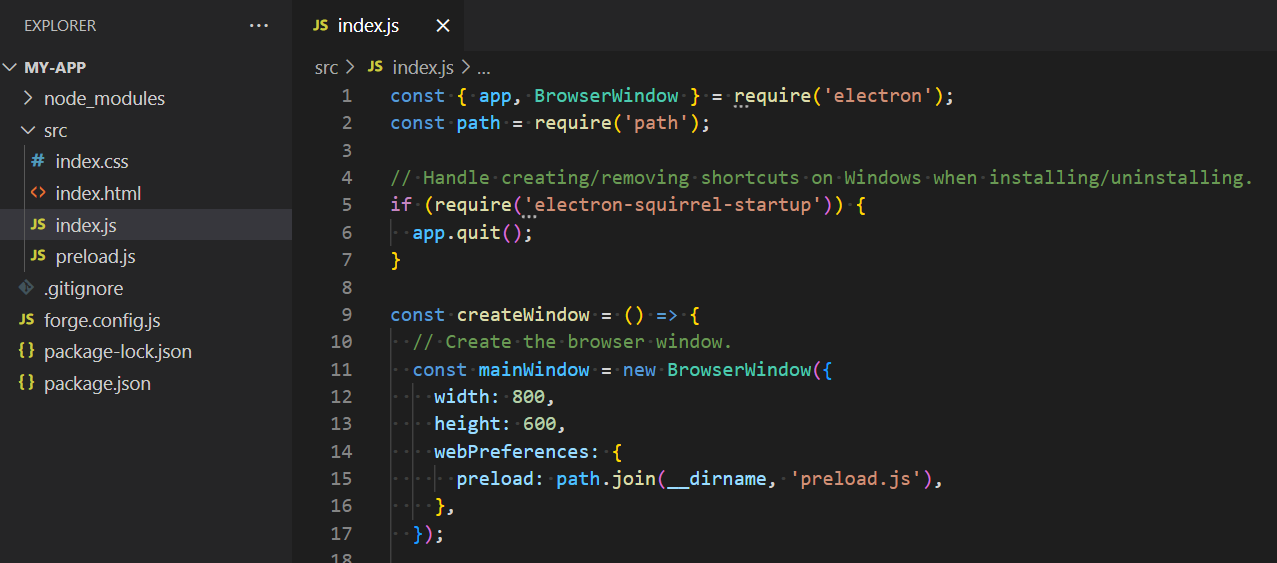 EXPLORER ...
MY-APP
node_modules
src
# index.css
<> index.html
JS index.js
JS preload.js
.gitignore
JS forge.config.js
{} package-lock.json
{} package.json
JS index.js ×
src > JS index.js > ...
1 const { app, BrowserWindow } = require('electron');
2 const path = require('path');
3
4 // Handle creating/removing shortcuts on Windows when installing/uninstalling.
5 if (require('electron-squirrel-startup')) {
6   app.quit();
7 }
8
9 const createWindow = () => {
10   // Create the browser window.
11   const mainWindow = new BrowserWindow({
12     width: 800,
13     height: 600,
14     webPreferences: {
15       preload: path.join(__dirname, 'preload.js'),
16     },
17   });
18